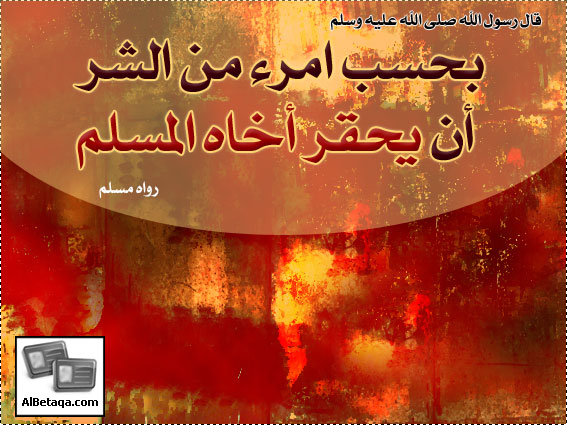 قال رسول الله صلى الله عليه وسلم
بحسب امرء من الشر
أن يحقر أخاه المسلم
رواه مسلم
AlBetaqa.com